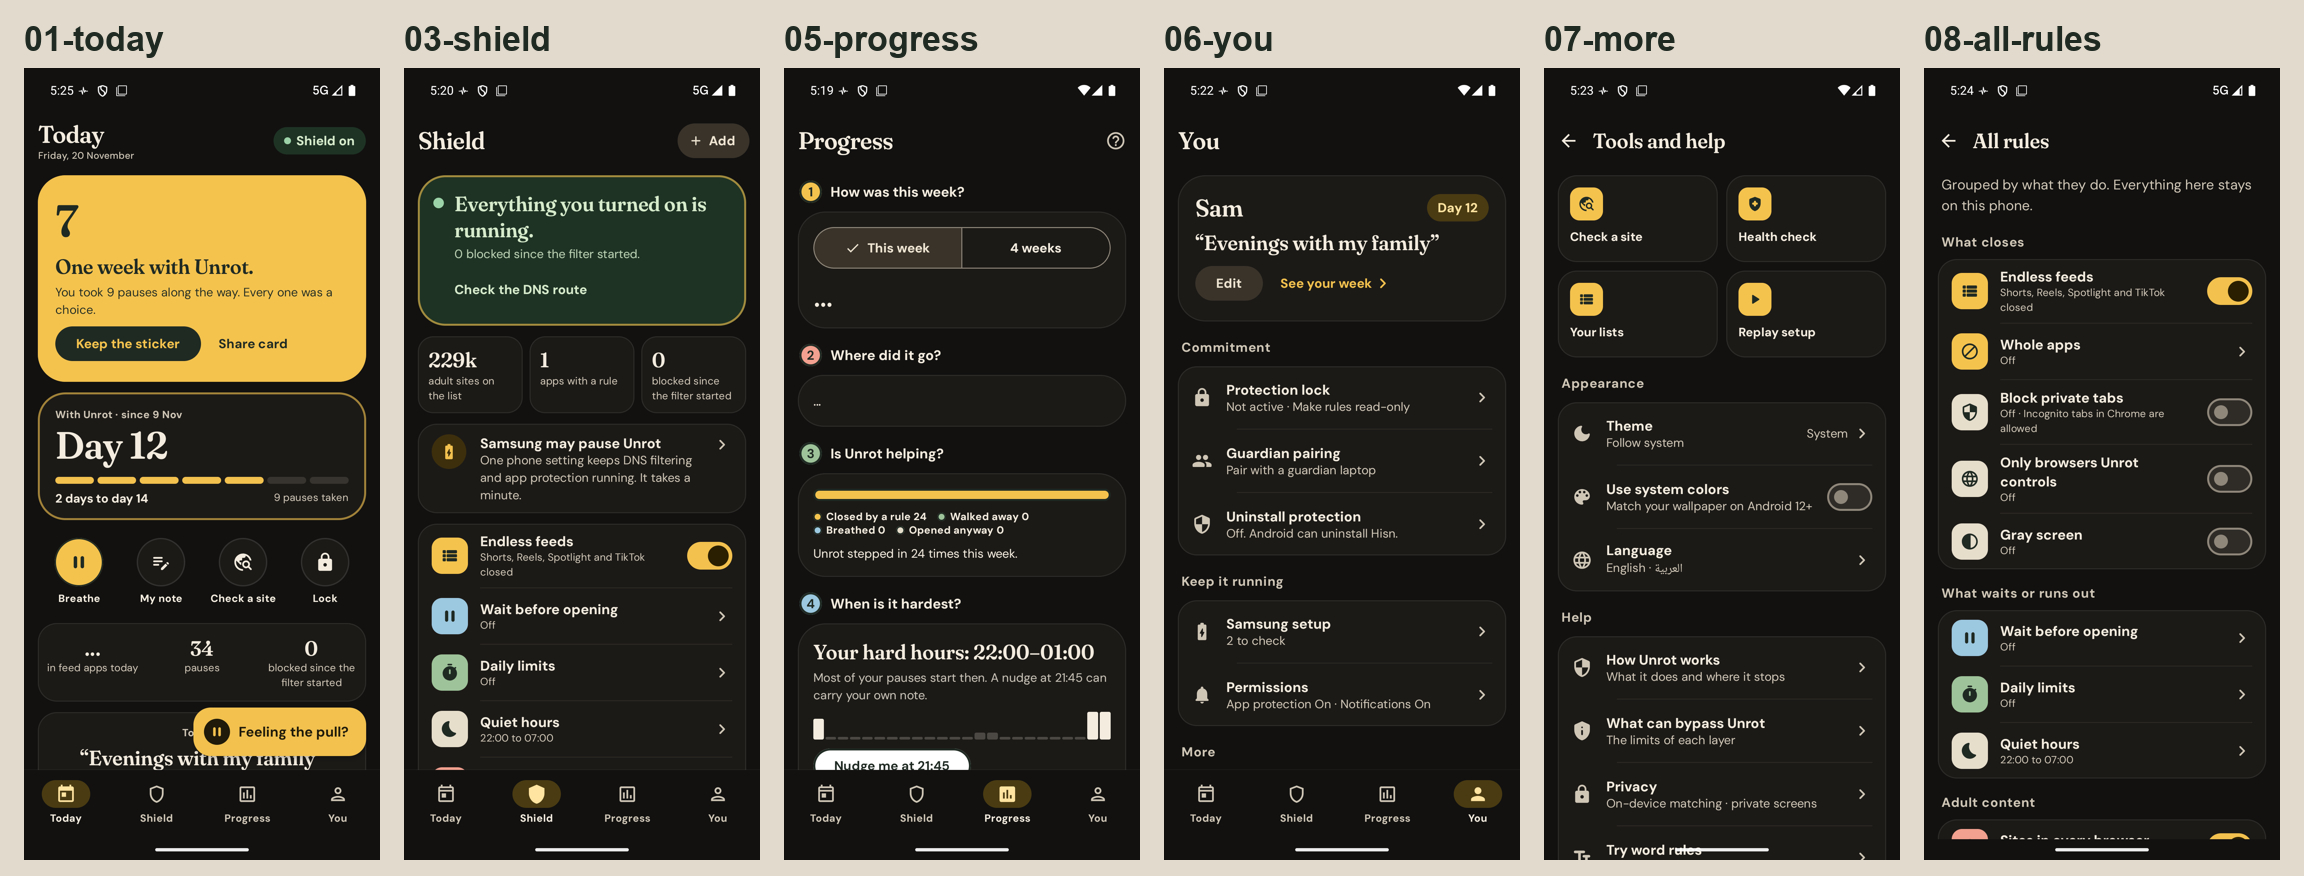 01-today
5:25
5G
Today
Friday, 20 November
Shield on
7
One week with Unrot.
You took 9 pauses along the way. Every one was a
choice.
Keep the sticker
Share card
With Unrot · since 9 Nov
Day 12
2 days to day 14
9 pauses taken
Breathe
My note
Check a site
Lock
...
in feed apps today
34
pauses
0
blocked since the
filter started
Feeling the pull?
“Evenings with my family”
Today
Shield
Progress
You
03-shield
5:20
5G
Shield
+ Add
Everything you turned on is
running.
0 blocked since the filter started.
Check the DNS route
229k
adult sites on
the list
1
apps with a rule
0
blocked since
the filter started
Samsung may pause Unrot
One phone setting keeps DNS filtering
and app protection running. It takes a
minute.
Endless feeds
Shorts, Reels, Spotlight and TikTok
closed
Wait before opening
Off
Daily limits
Off
Quiet hours
22:00 to 07:00
Today
Shield
Progress
You
05-progress
5:19
Progress
1
How was this week?
This week
4 weeks
...
2
Where did it go?
...
3
Is Unrot helping?
Closed by a rule 24
Walked away 0
Breathed 0
Opened anyway 0
Unrot stepped in 24 times this week.
4
When is it hardest?
Your hard hours: 22:00–01:00
Most of your pauses start then. A nudge at 21:45 can
carry your own note.
Nudge me at 21:45
Today
Shield
Progress
You
06-you
5:22
You
Sam
Day 12
“Evenings with my family”
Edit
See your week
Commitment
Protection lock
Not active · Make rules read-only
Guardian pairing
Pair with a guardian laptop
Uninstall protection
Off. Android can uninstall Hisn.
Keep it running
Samsung setup
2 to check
Permissions
App protection On · Notifications On
More
Today
Shield
Progress
You
07-more
5:23
Tools and help
Check a site
Health check
Your lists
Replay setup
Appearance
Theme
Follow system
System
Use system colors
Match your wallpaper on Android 12+
Language
English · العربية
Help
How Unrot works
What it does and where it stops
What can bypass Unrot
The limits of each layer
Privacy
On-device matching · private screens
Try word rules
08-all-rules
5:24
5G
All rules
Grouped by what they do. Everything here stays
on this phone.
What closes
Endless feeds
Shorts, Reels, Spotlight and TikTok
closed
Whole apps
Off
Block private tabs
Off · Incognito tabs in Chrome are
allowed
Only browsers Unrot
controls
Off
Gray screen
Off
What waits or runs out
Wait before opening
Off
Daily limits
Off
Quiet hours
22:00 to 07:00
Adult content
Sites in every browser